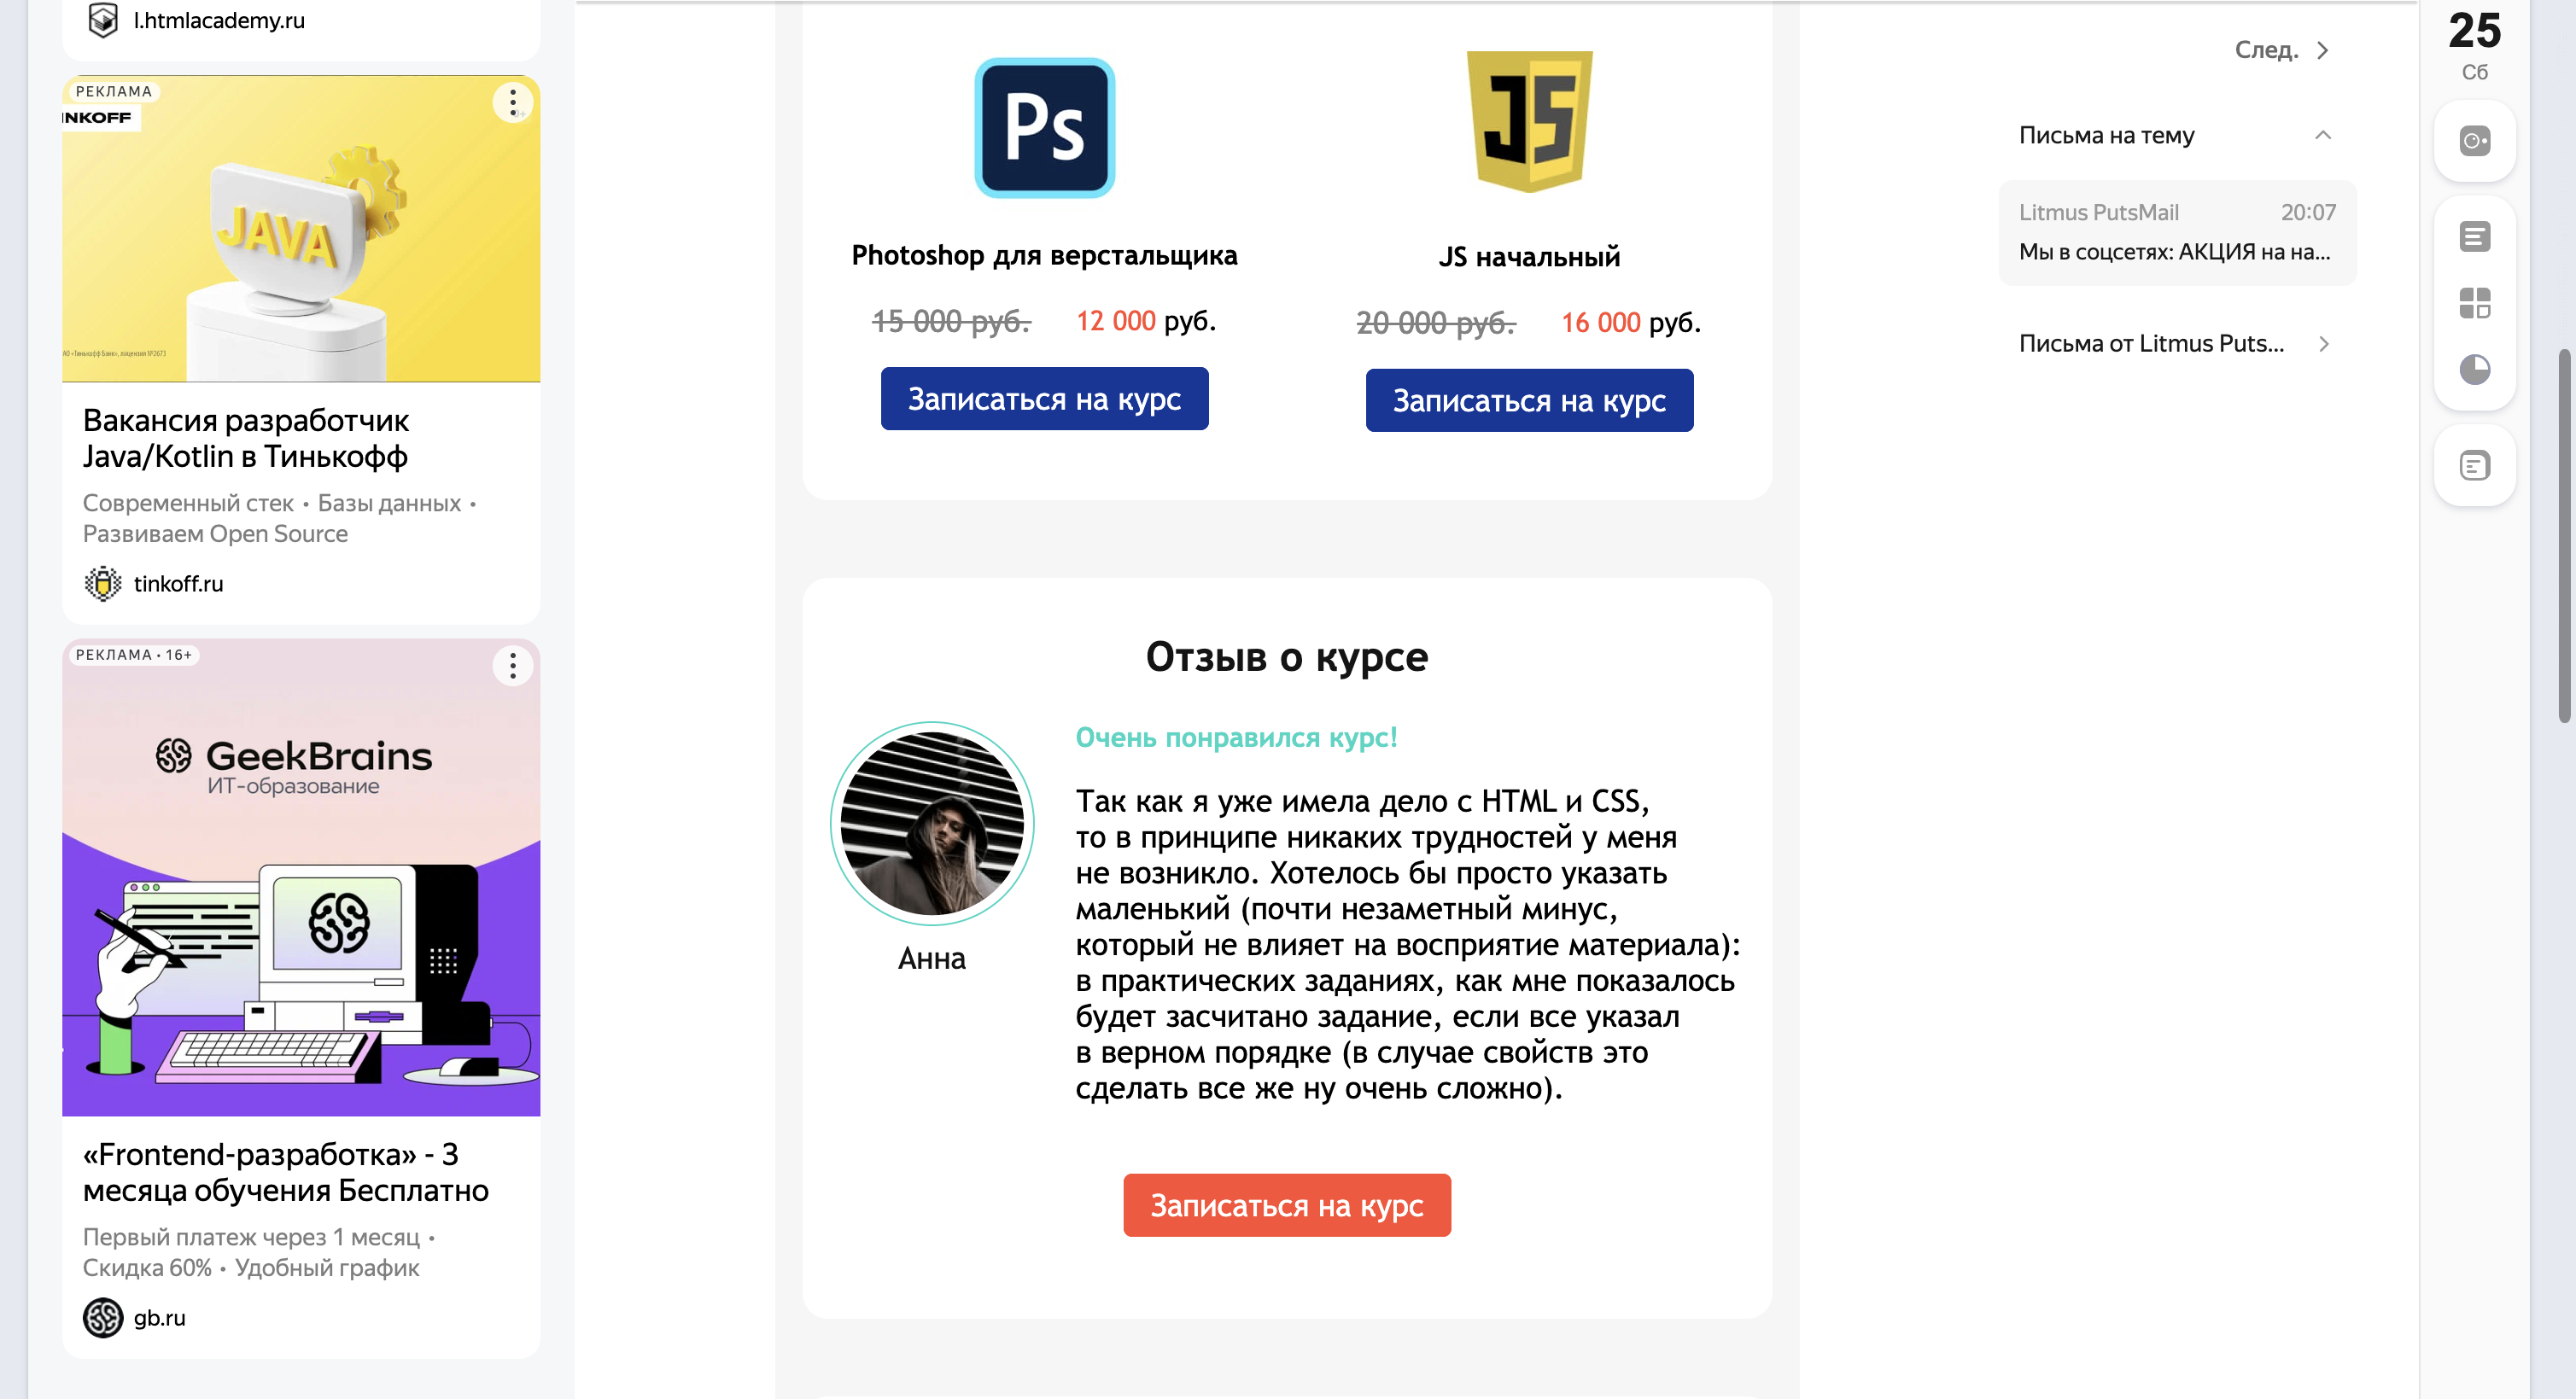 l.htmlacademy.ru
РЕКЛАМА
INKOFF
JAVA
АО «Тинькофф Банк», лицензия №2673
Вакансия разработчик
Java/Kotlin в Тинькофф
Современный стек • Базы данных •
Развиваем Open Source
tinkoff.ru
РЕКЛАМА • 16+
GeekBrains
ИТ-образование
«Frontend-разработка» - 3
месяца обучения Бесплатно
Первый платеж через 1 месяц •
Скидка 60% • Удобный график
gb.ru
Ps
Photoshop для верстальщика
15 000 руб. 12 000 руб.
Записаться на курс
JS
JS начальный
20 000 руб. 16 000 руб.
Записаться на курс
Отзыв о курсе
Анна
Очень понравился курс!
Так как я уже имела дело с HTML и CSS,
то в принципе никаких трудностей у меня
не возникло. Хотелось бы просто указать
маленький (почти незаметный минус,
который не влияет на восприятие материала):
в практических заданиях, как мне показалось
будет засчитано задание, если все указал
в верном порядке (в случае свойств это
сделать все же ну очень сложно).
Записаться на курс
След.
Письма на тему
Litmus PutsMail 20:07
Мы в соцсетях: АКЦИЯ на на...
Письма от Litmus Puts...
25
Сб